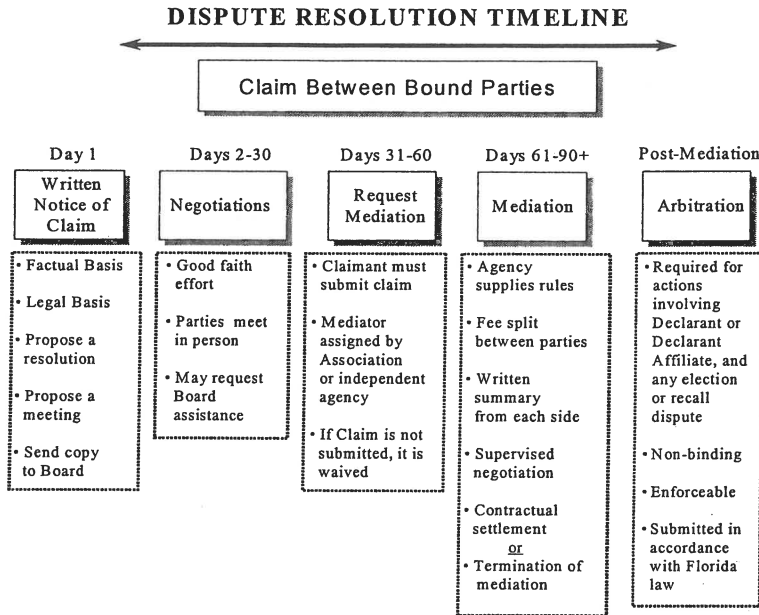 DISPUTE RESOLUTION TIMELINE
Claim Between Bound Parties
Day 1
Written
Notice of
Claim
• Factual Basis
• Legal Basis
• Propose a
resolution
• Propose a
meeting
• Send copy
to Board
Days 2-30
Negotiations
• Good faith
effort
• Parties meet
in person
• May request
Board
assistance
Days 31-60
Request
Mediation
• Claimant must
submit claim
• Mediator
assigned by
Association
or independent
agency
• If Claim is not
submitted, it is
waived
Days 61-90+
Mediation
• Agency
supplies rules
• Fee split
between parties
• Written
summary
from each side
• Supervised
negotiation
• Contractual
settlement
or
• Termination of
mediation
Post-Mediation
Arbitration
• Required for
actions
involving
Declarant or
Declarant
Affiliate, and
any election
or recall
dispute
• Non-binding
• Enforceable
• Submitted in
accordance
with Florida
law